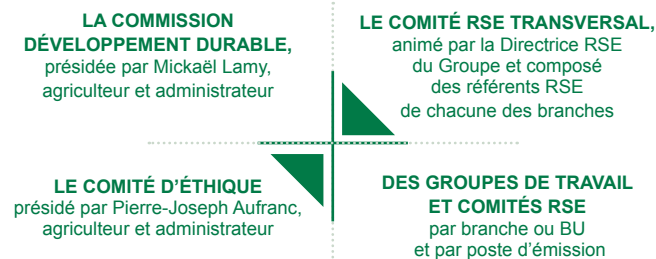 LA COMMISSION
DÉVELOPPEMENT DURABLE,
présidée par Mickaël Lamy,
agriculteur et administrateur
LE COMITÉ RSE TRANSVERSAL,
animé par la Directrice RSE
du Groupe et composé
des référents RSE
de chacune des branches
LE COMITÉ D’ÉTHIQUE
présidé par Pierre-Joseph Aufranc,
agriculteur et administrateur
DES GROUPES DE TRAVAIL
ET COMITÉS RSE
par branche ou BU
et par poste d’émission